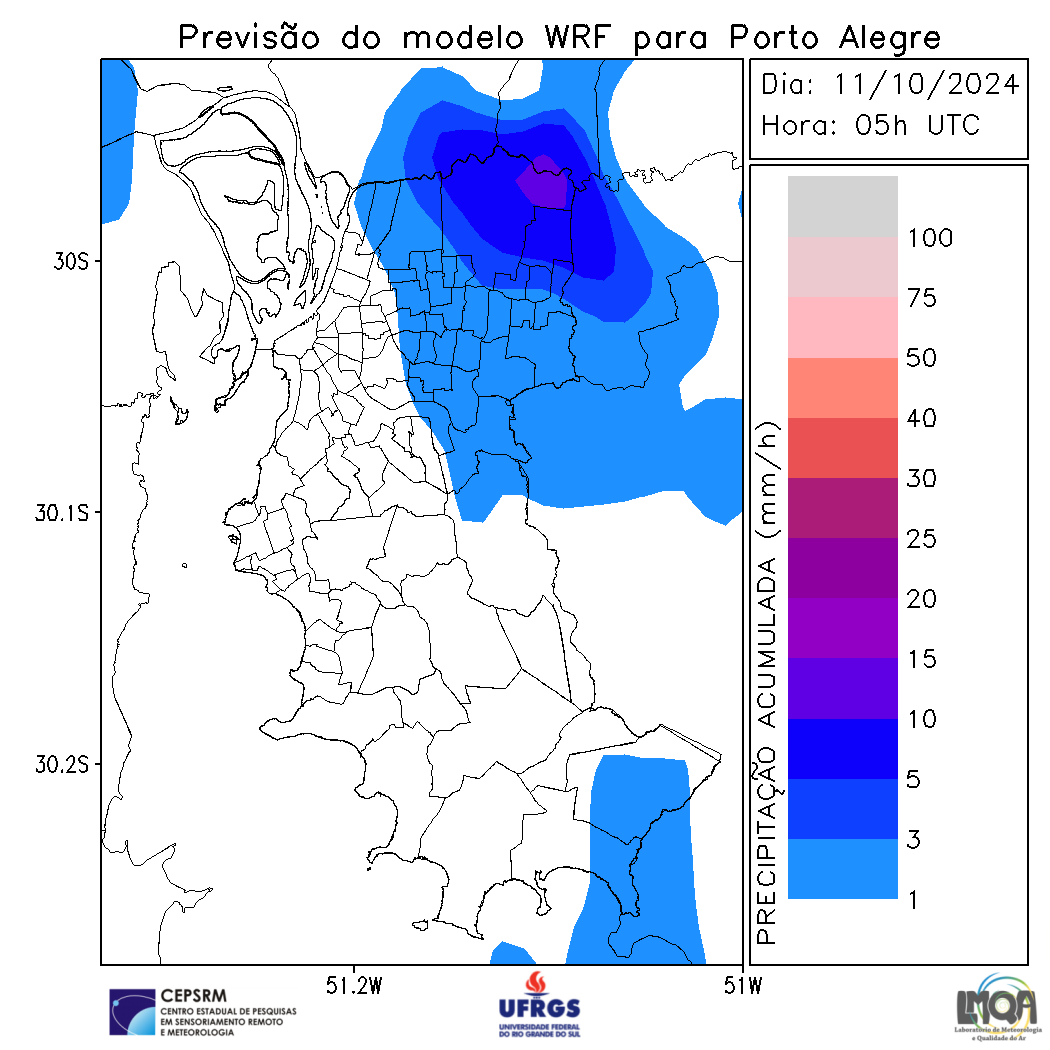 Previsão do modelo WRF para Porto Alegre
Dia: 11/10/2024
Hora: 05h UTC
100
75
50
40
30
25
20
15
10
5
3
1
PRECIPITAÇÃO ACUMULADA (mm/h)
30S
30.1S
30.2S
51.2W
51W
CEPSRM
CENTRO ESTADUAL DE PESQUISAS
EM SENSORIAMENTO REMOTO
E METEOROLOGIA
UFRGS
UNIVERSIDADE FEDERAL
DO RIO GRANDE DO SUL
LMQA
Laboratório de Meteorologia
e Qualidade do Ar